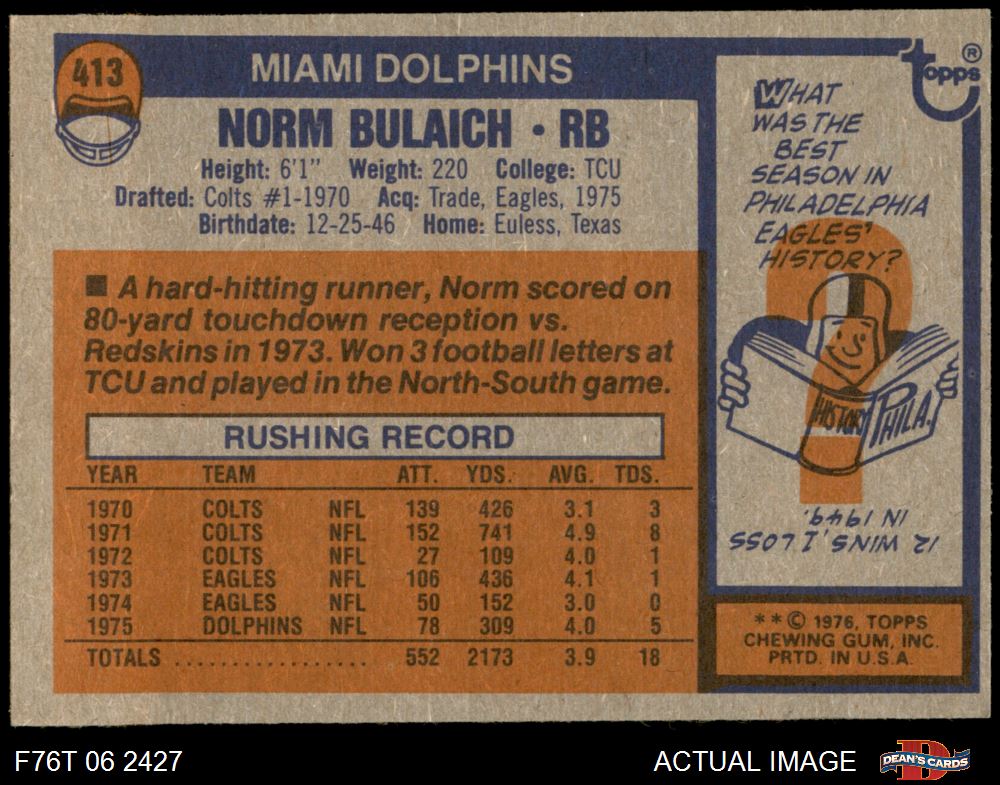 413
MIAMI DOLPHINS
NORM BULAICH • RB
Height: 6'1" Weight: 220 College: TCU
Drafted: Colts #1-1970 Acq: Trade, Eagles, 1975
Birthdate: 12-25-46 Home: Euless, Texas
■ A hard-hitting runner, Norm scored on
80-yard touchdown reception vs.
Redskins in 1973. Won 3 football letters at
TCU and played in the North-South game.
RUSHING RECORD
YEAR TEAM ATT. YDS. AVG. TDS.
1970 COLTS NFL 139 426 3.1 3
1971 COLTS NFL 152 741 4.9 8
1972 COLTS NFL 27 109 4.0 1
1973 EAGLES NFL 106 436 4.1 1
1974 EAGLES NFL 50 152 3.0 0
1975 DOLPHINS NFL 78 309 4.0 5
TOTALS .................. 552 2173 3.9 18
Topps ®
WHAT
WAS THE
BEST
SEASON IN
PHILADELPHIA
EAGLES'
HISTORY?
HISTORY PHILA.
12 WINS, 1 LOSS
IN 1949.
* * © 1976, TOPPS
CHEWING GUM, INC.
PRTD. IN U.S.A.
F76T 06 2427
ACTUAL IMAGE
D
DEAN'S CARDS